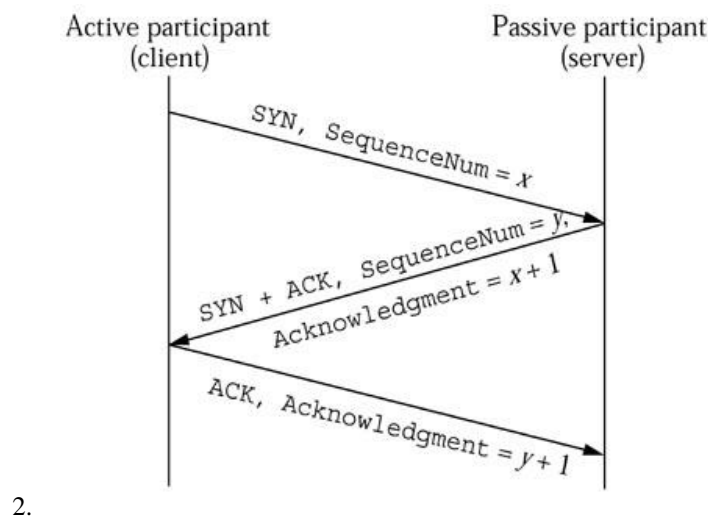 Active participant
(client)
Passive participant
(server)
SYN, SequenceNum = x
SYN + ACK, SequenceNum = y,
Acknowledgment = x + 1
ACK, Acknowledgment = y + 1
2.